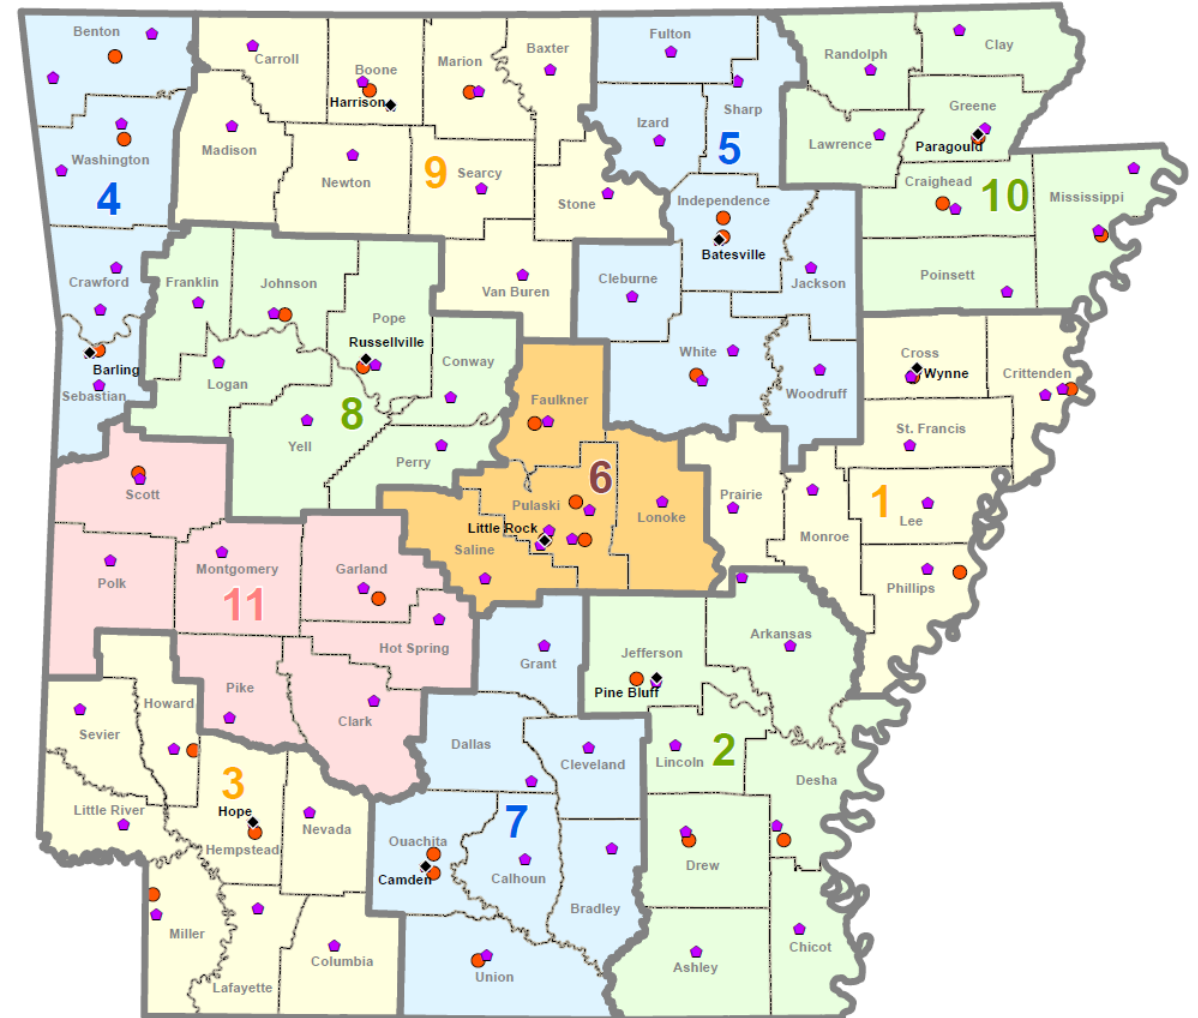 Benton
Carroll
Boone
Marion
Baxter
Fulton
Randolph
Clay
Harrison
Sharp
Greene
Izard
Washington
Madison
Newton
9
Searcy
5
Lawrence
Paragould
4
Stone
Independence
Craighead
10
Mississippi
Batesville
Crawford
Franklin
Johnson
Van Buren
Cleburne
Jackson
Poinsett
Pope
Russellville
Barling
Logan
Conway
White
Cross
Wynne
Crittenden
Sebastian
8
Faulkner
Woodruff
Yell
St. Francis
Perry
6
Scott
Pulaski
Prairie
1
Little Rock
Lonoke
Lee
Saline
Monroe
Polk
Montgomery
Garland
11
Phillips
Hot Spring
Grant
Jefferson
Arkansas
Pike
Pine Bluff
Howard
Clark
Sevier
Dallas
Cleveland
Lincoln
2
Desha
3
Little River
Hope
Nevada
7
Hempstead
Ouachita
Camden
Calhoun
Drew
Bradley
Miller
Columbia
Union
Ashley
Chicot
Lafayette